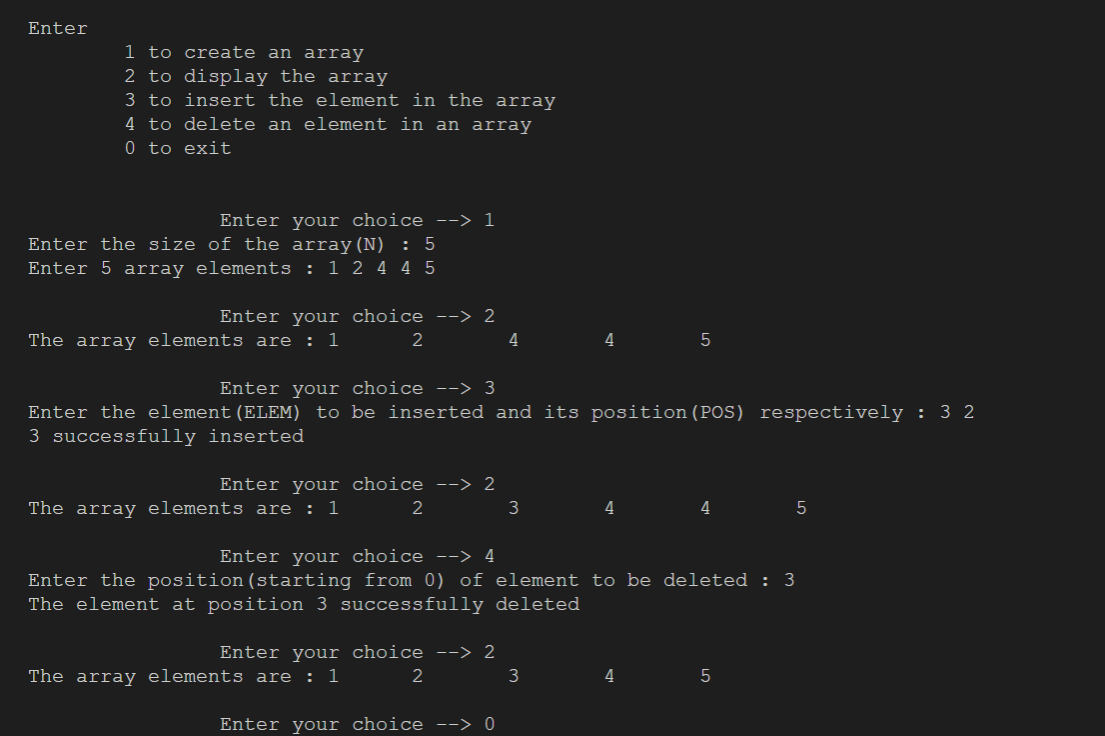 Enter
1 to create an array
2 to display the array
3 to insert the element in the array
4 to delete an element in an array
0 to exit
Enter your choice --> 1
Enter the size of the array(N) : 5
Enter 5 array elements : 1 2 4 4 5
Enter your choice --> 2
The array elements are : 1 2 4 4 5
Enter your choice --> 3
Enter the element(ELEM) to be inserted and its position(POS) respectively : 3 2
3 successfully inserted
Enter your choice --> 2
The array elements are : 1 2 3 4 4 5
Enter your choice --> 4
Enter the position(starting from 0) of element to be deleted : 3
The element at position 3 successfully deleted
Enter your choice --> 2
The array elements are : 1 2 3 4 5
Enter your choice --> 0